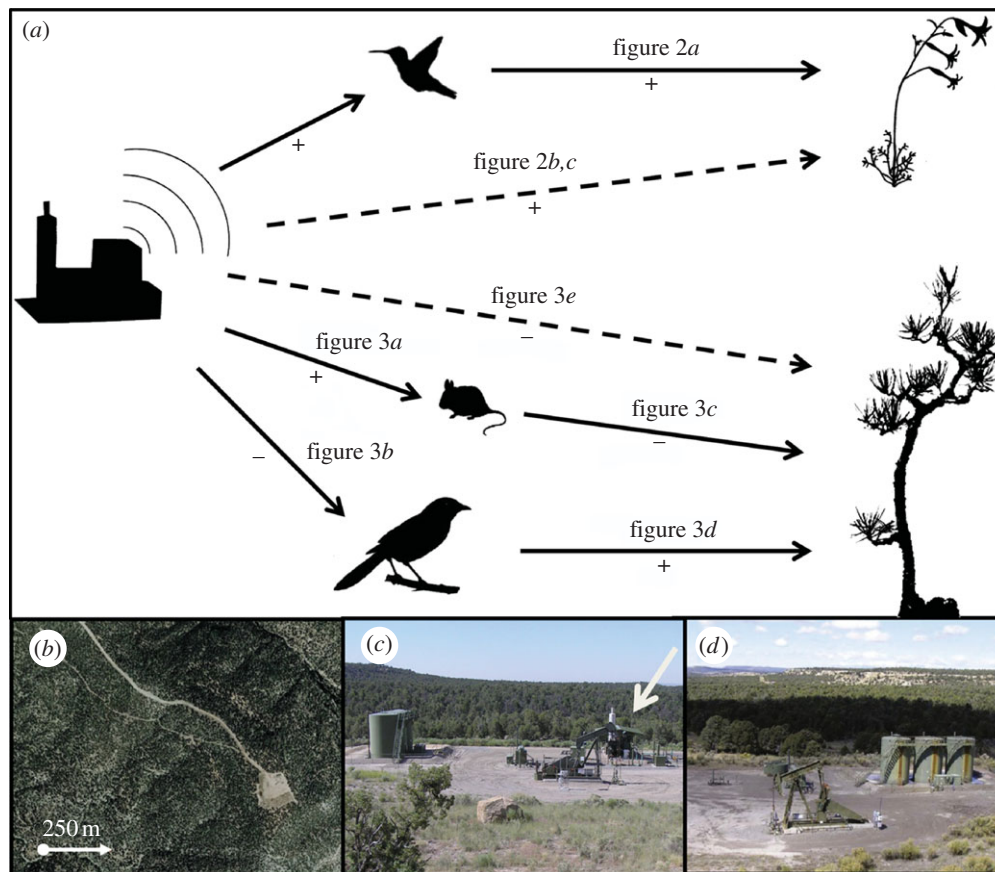 (a)
figure 2a
+
+
figure 2b,c
+
figure 3e
–
figure 3a
+
figure 3c
–
figure 3b
–
figure 3d
+
(b)
250 m
(c)
(d)